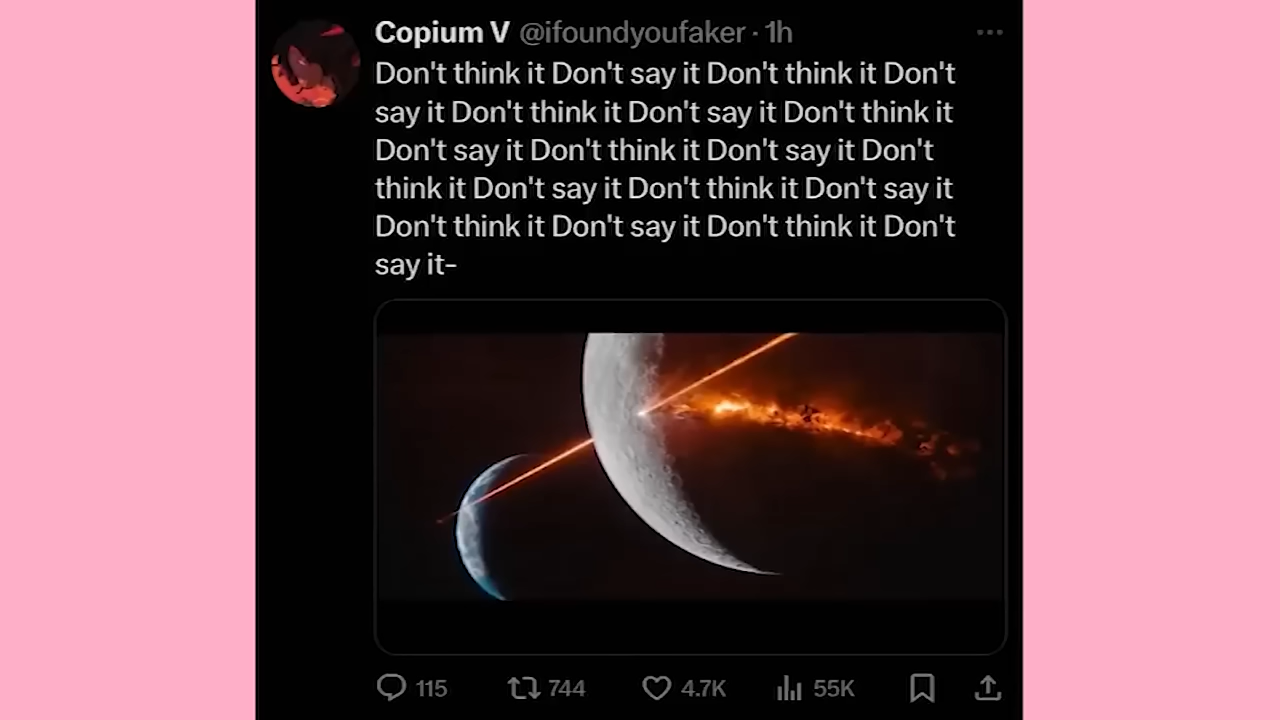 Copium V @ifoundyoufaker · 1h
Don't think it Don't say it Don't think it Don't
say it Don't think it Don't say it Don't think it
Don't say it Don't think it Don't say it Don't
think it Don't say it Don't think it Don't say it
Don't think it Don't say it Don't think it Don't
say it-
115 744 4.7K 55K